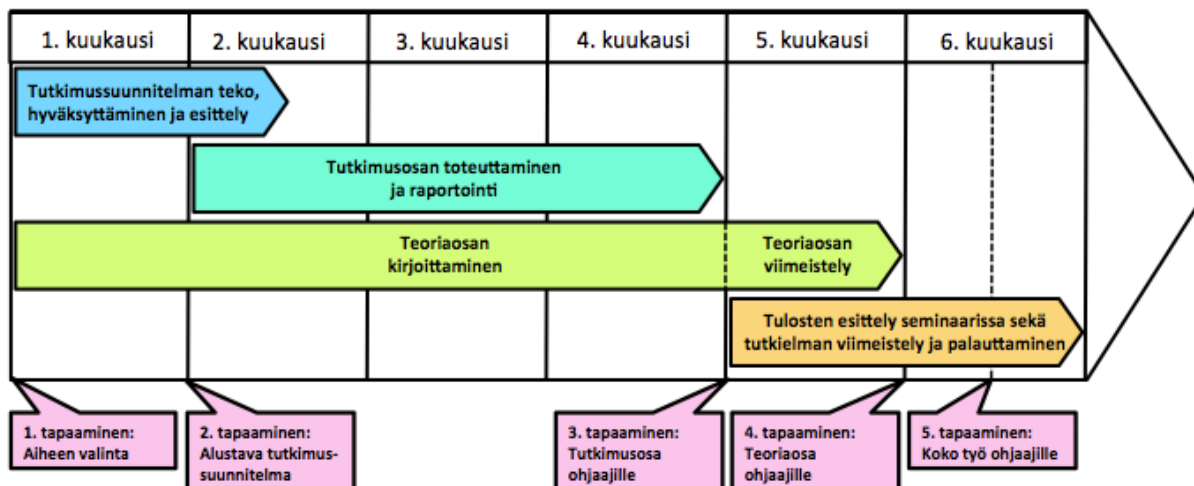 1. kuukausi
2. kuukausi
3. kuukausi
4. kuukausi
5. kuukausi
6. kuukausi
Tutkimussuunnitelman teko,
hyväksyttäminen ja esittely
Tutkimusosan toteuttaminen
ja raportointi
Teoriaosan
kirjoittaminen
Teoriaosan
viimeistely
Tulosten esittely seminaarissa sekä
tutkielman viimeistely ja palauttaminen
1. tapaaminen:
Aiheen valinta
2. tapaaminen:
Alustava tutkimus-
suunnitelma
3. tapaaminen:
Tutkimusosa
ohjaajille
4. tapaaminen:
Teoriaosa
ohjaajille
5. tapaaminen:
Koko työ ohjaajille